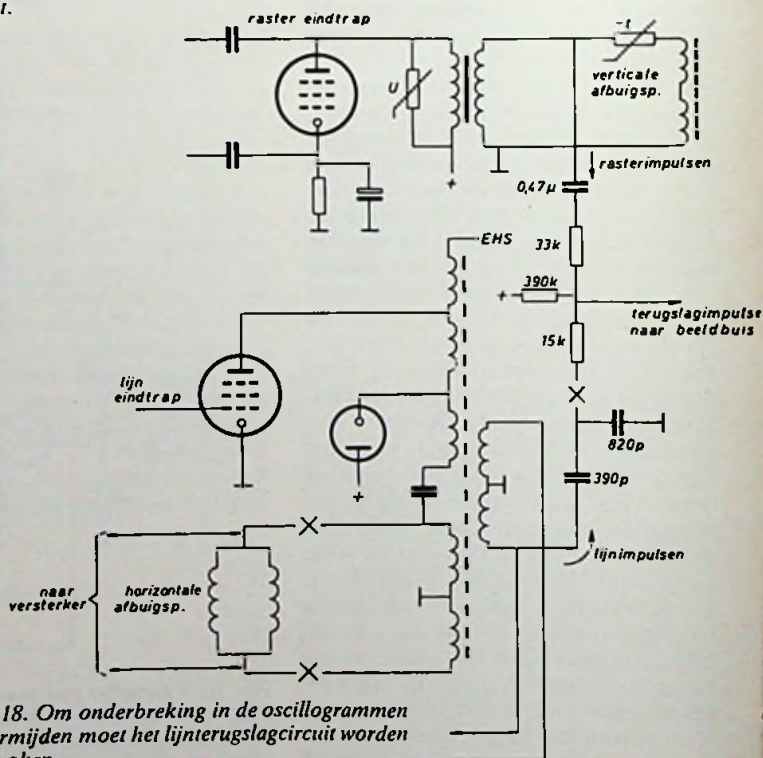 r.
raster eindtrap
-t
verticale
afbuigsp.
U
+
rasterimpulsen
0,47µ
EHS
33k
390k
+
terugslagimpulse
naar beeldbuis
15k
lijn
eindtrap
820p
+
390p
lijnimpulsen
naar
versterker
horizontale
afbuigsp.
18. Om onderbreking in de oscillogrammen
rmijden moet het lijnterugslagcircuit worden